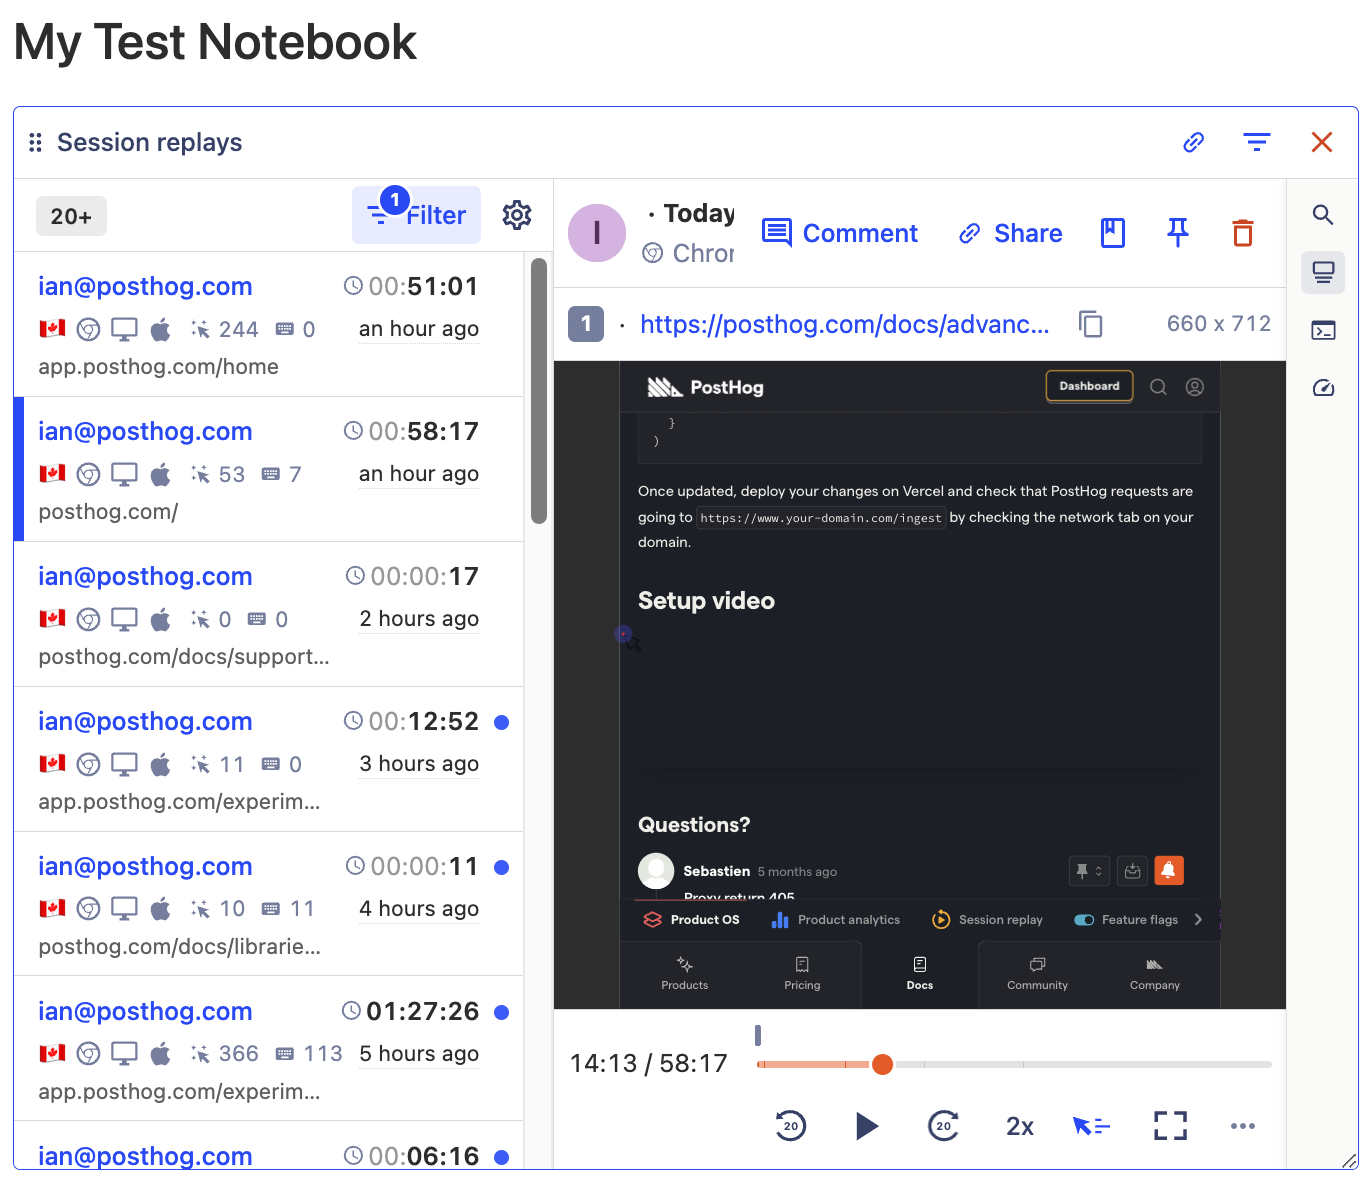 My Test Notebook
Session replays
20+
1
Filter
ian@posthog.com 00:51:01
244 0 an hour ago
app.posthog.com/home
ian@posthog.com 00:58:17
53 7 an hour ago
posthog.com/
ian@posthog.com 00:00:17
0 0 2 hours ago
posthog.com/docs/support...
ian@posthog.com 00:12:52
11 0 3 hours ago
app.posthog.com/experim...
ian@posthog.com 00:00:11
10 11 4 hours ago
posthog.com/docs/librarie...
ian@posthog.com 01:27:26
366 113 5 hours ago
app.posthog.com/experim...
ian@posthog.com 00:06:16
I
· Today
Chror
Comment
Share
1 · https://posthog.com/docs/advanc... 660 x 712
PostHog
Dashboard
}
)
Once updated, deploy your changes on Vercel and check that PostHog requests are
going to https://www.your-domain.com/ingest by checking the network tab on your
domain.
Setup video
Questions?
Sebastien 5 months ago
Proxy return 405
Product OS Product analytics Session replay Feature flags
Products Pricing Docs Community Company
14:13 / 58:17
20 20 2x